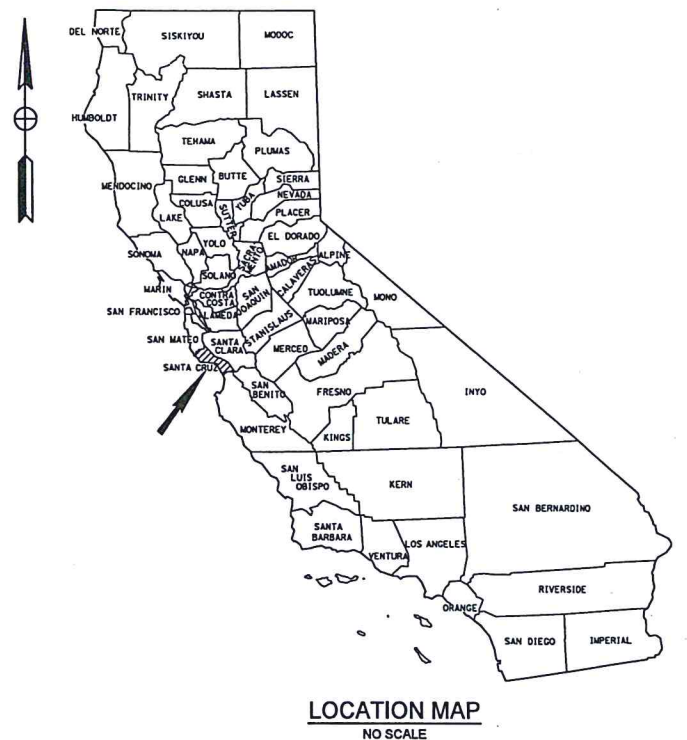 DEL NORTE
SISKIYOU
MODOC
HUMBOLDT
TRINITY
SHASTA
LASSEN
TEHAMA
PLUMAS
MENDOCINO
GLENN
BUTTE
SIERRA
COLUSA
YUBA
NEVADA
LAKE
SUTTER
PLACER
SONOMA
NAPA
YOLO
EL DORADO
SACRA
MENTO
AMADOR
ALPINE
SOLANO
MARIN
CONTRA
COSTA
SAN
JOAQUIN
CALAVERAS
TUOLUMNE
MONO
SAN FRANCISCO
ALAMEDA
STANISLAUS
MARIPOSA
SAN MATEO
SANTA
CLARA
MERCED
MADERA
SANTA CRUZ
SAN
BENITO
FRESNO
INYO
MONTEREY
KINGS
TULARE
SAN
LUIS
OBISPO
KERN
SAN BERNARDINO
SANTA
BARBARA
VENTURA
LOS ANGELES
RIVERSIDE
ORANGE
SAN DIEGO
IMPERIAL
LOCATION MAP
NO SCALE